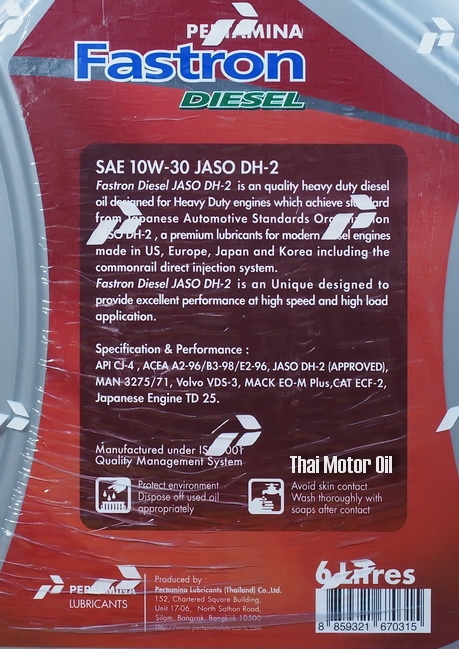 PERTAMINA
Fastron
DIESEL
SAE 10W-30 JASO DH-2
Fastron Diesel JASO DH-2 is an quality heavy duty diesel
oil designed for Heavy Duty engines which achieve standard
from Japanese Automotive Standards Organization
JASO DH-2 , a premium lubricants for modern diesel engines
made in US, Europe, Japan and Korea including the
commonrail direct injection system.
Fastron Diesel JASO DH-2 is an Unique designed to
provide excellent performance at high speed and high load
application.
Specification & Performance :
API CJ-4 , ACEA A2-96/B3-98/E2-96, JASO DH-2 (APPROVED),
MAN 3275/71, Volvo VDS-3, MACK EO-M Plus,CAT ECF-2,
Japanese Engine TD 25.
Manufactured under ISO 9001
Quality Management System
Thai Motor Oil
Protect environment
Dispose off used oil
appropriately
Avoid skin contact
Wash thoroughly with
soaps after contact
PERTAMINA
LUBRICANTS
Produced by :
Pertamina Lubricants (Thailand) Co.,Ltd.
152, Chartered Square Building,
Unit 17-06, North Sathon Road,
Silom, Bangrak, Bangkok 10500
6 Litres
8 859321 670315